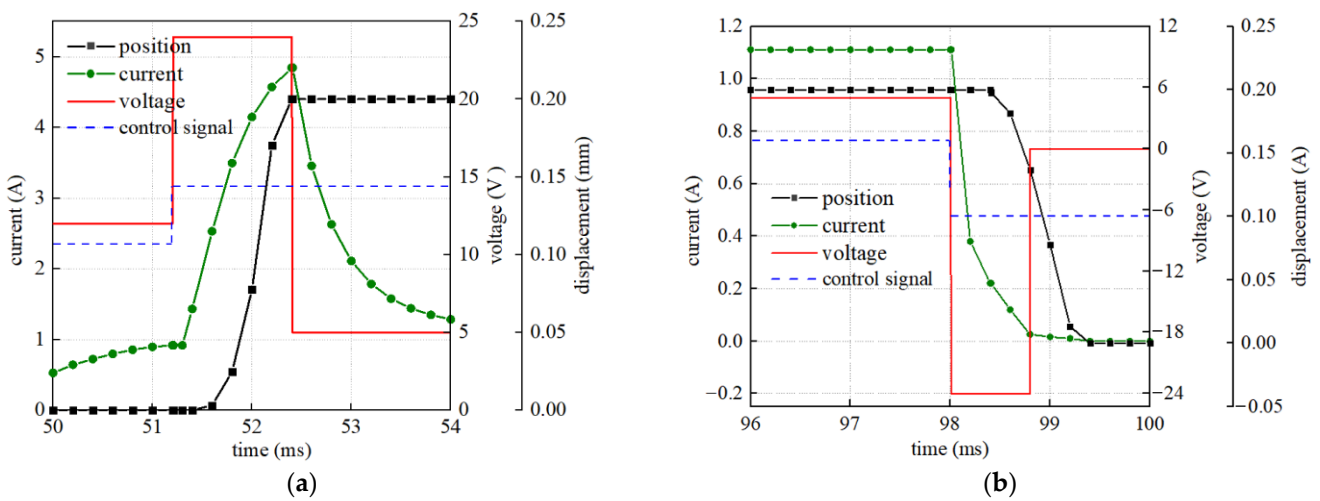 5
4
3
2
1
0
current (A)
position
current
voltage
control signal
50
51
52
53
54
time (ms)
25
20
15
10
5
0
voltage (V)
0.25
0.20
0.15
0.10
0.05
0.00
displacement (mm)
(a)
1.2
1.0
0.8
0.6
0.4
0.2
0.0
−0.2
current (A)
position
current
voltage
control signal
96
97
98
99
100
time (ms)
12
6
0
−6
−12
−18
−24
voltage (V)
0.25
0.20
0.15
0.10
0.05
0.00
−0.05
displacement (A)
(b)